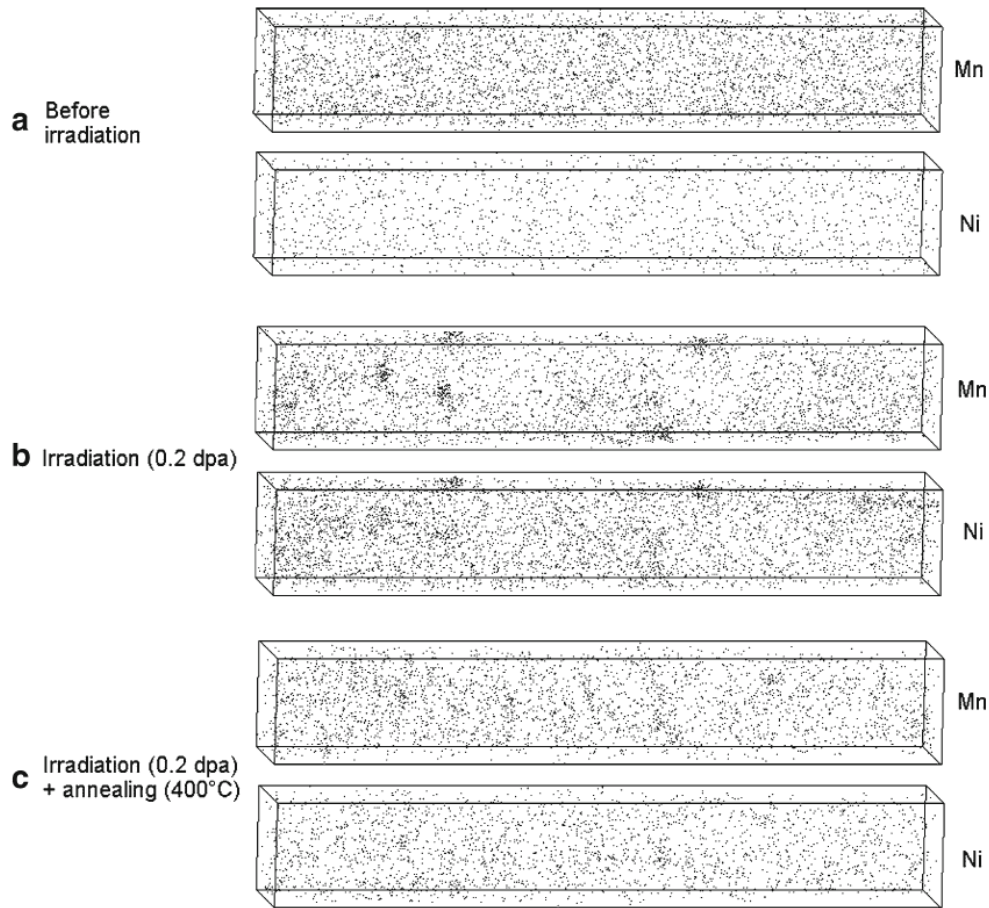 Mn
a Before
irradiation
Ni
Mn
b Irradiation (0.2 dpa)
Ni
Mn
c Irradiation (0.2 dpa)
+ annealing (400°C)
Ni